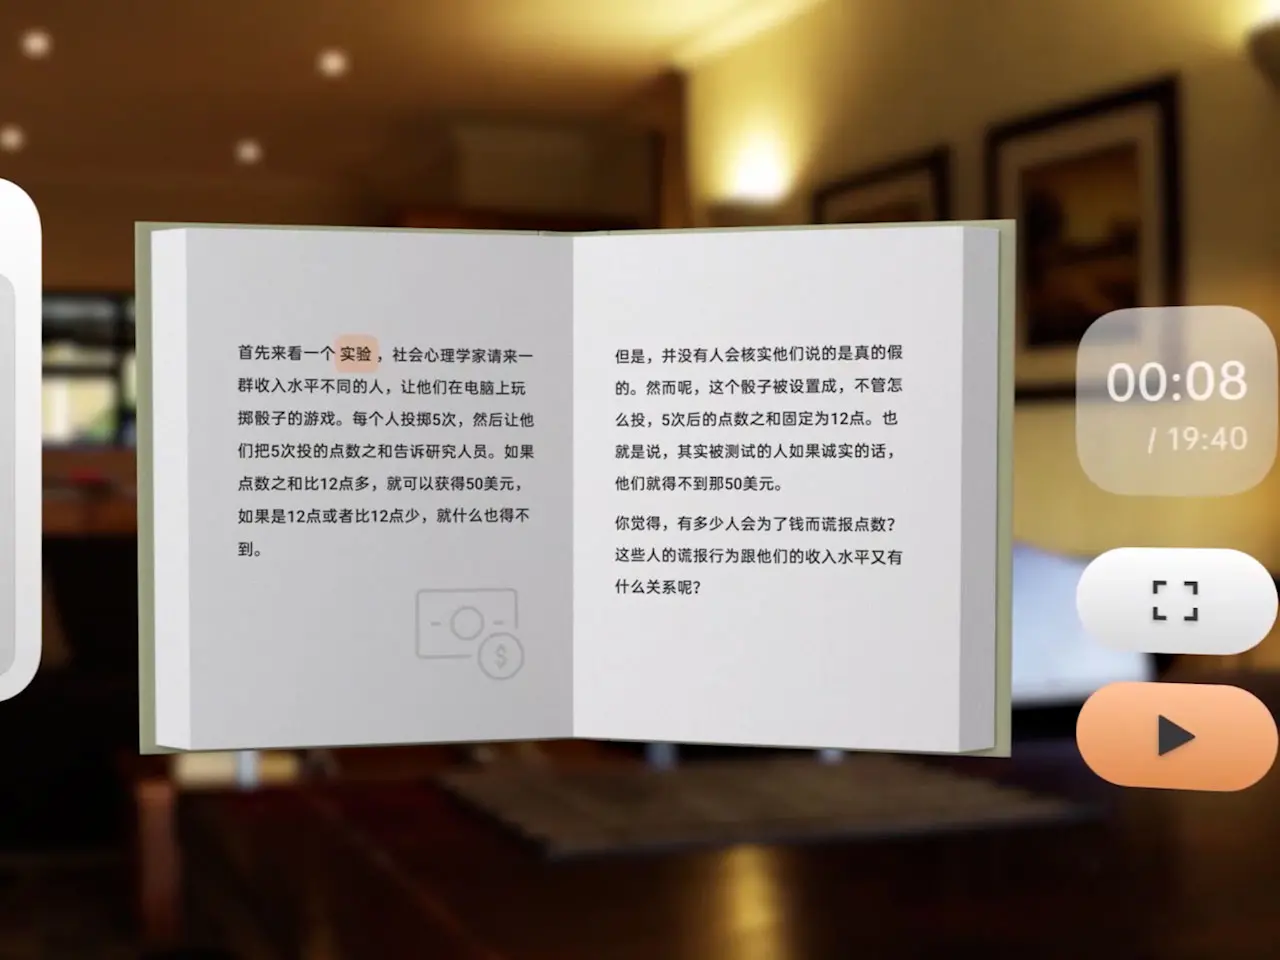 首先来看一个 实验，社会心理学家请来一
群收入水平不同的人，让他们在电脑上玩
掷骰子的游戏。每个人投掷5次，然后让他
们把5次投的点数之和告诉研究人员。如果
点数之和比12点多，就可以获得50美元，
如果是12点或者比12点少，就什么也得不
到。
但是，并没有人会核实他们说的是真的假
的。然而呢，这个骰子被设置成，不管怎
么投，5次后的点数之和固定为12点。也
就是说，其实被测试的人如果诚实的话，
他们就得不到那50美元。
你觉得，有多少人会为了钱而谎报点数？
这些人的谎报行为跟他们的收入水平又有
什么关系呢？
$
00:08
/ 19:40